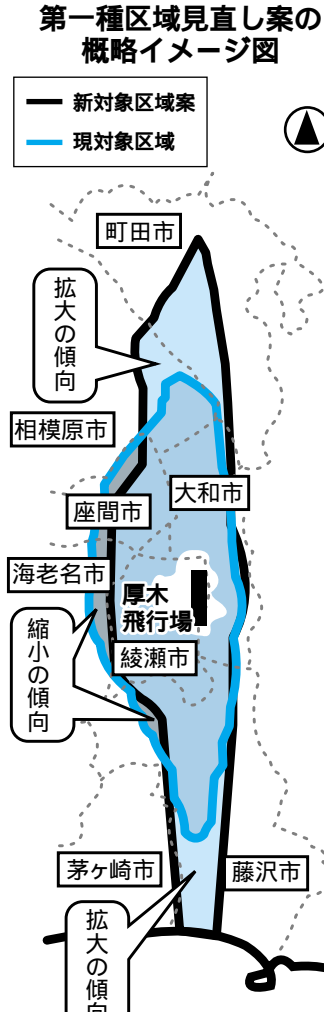 第一種区域見直し案の
概略イメージ図
新対象区域案
現対象区域
町田市
拡大の傾向
相模原市
大和市
座間市
海老名市
厚木
飛行場
縮小の傾向
綾瀬市
茅ヶ崎市
藤沢市
拡大の傾向